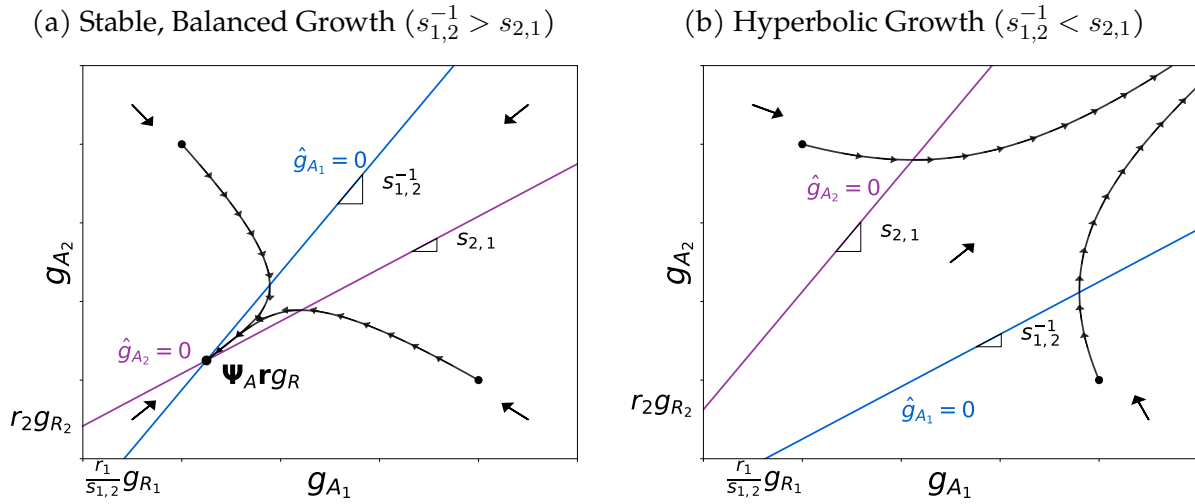 (a) Stable, Balanced Growth (s_{1,2}^{-1} > s_{2,1})
g_{A_2}
ĝ_{A_1} = 0
s_{1,2}^{-1}
s_{2,1}
ĝ_{A_2} = 0
Ψ_A r g_R
r_2 g_{R_2}
\frac{r_1}{s_{1,2}} g_{R_1}
g_{A_1}
(b) Hyperbolic Growth (s_{1,2}^{-1} < s_{2,1})
g_{A_2}
ĝ_{A_2} = 0
s_{2,1}
s_{1,2}^{-1}
ĝ_{A_1} = 0
r_2 g_{R_2}
\frac{r_1}{s_{1,2}} g_{R_1}
g_{A_1}